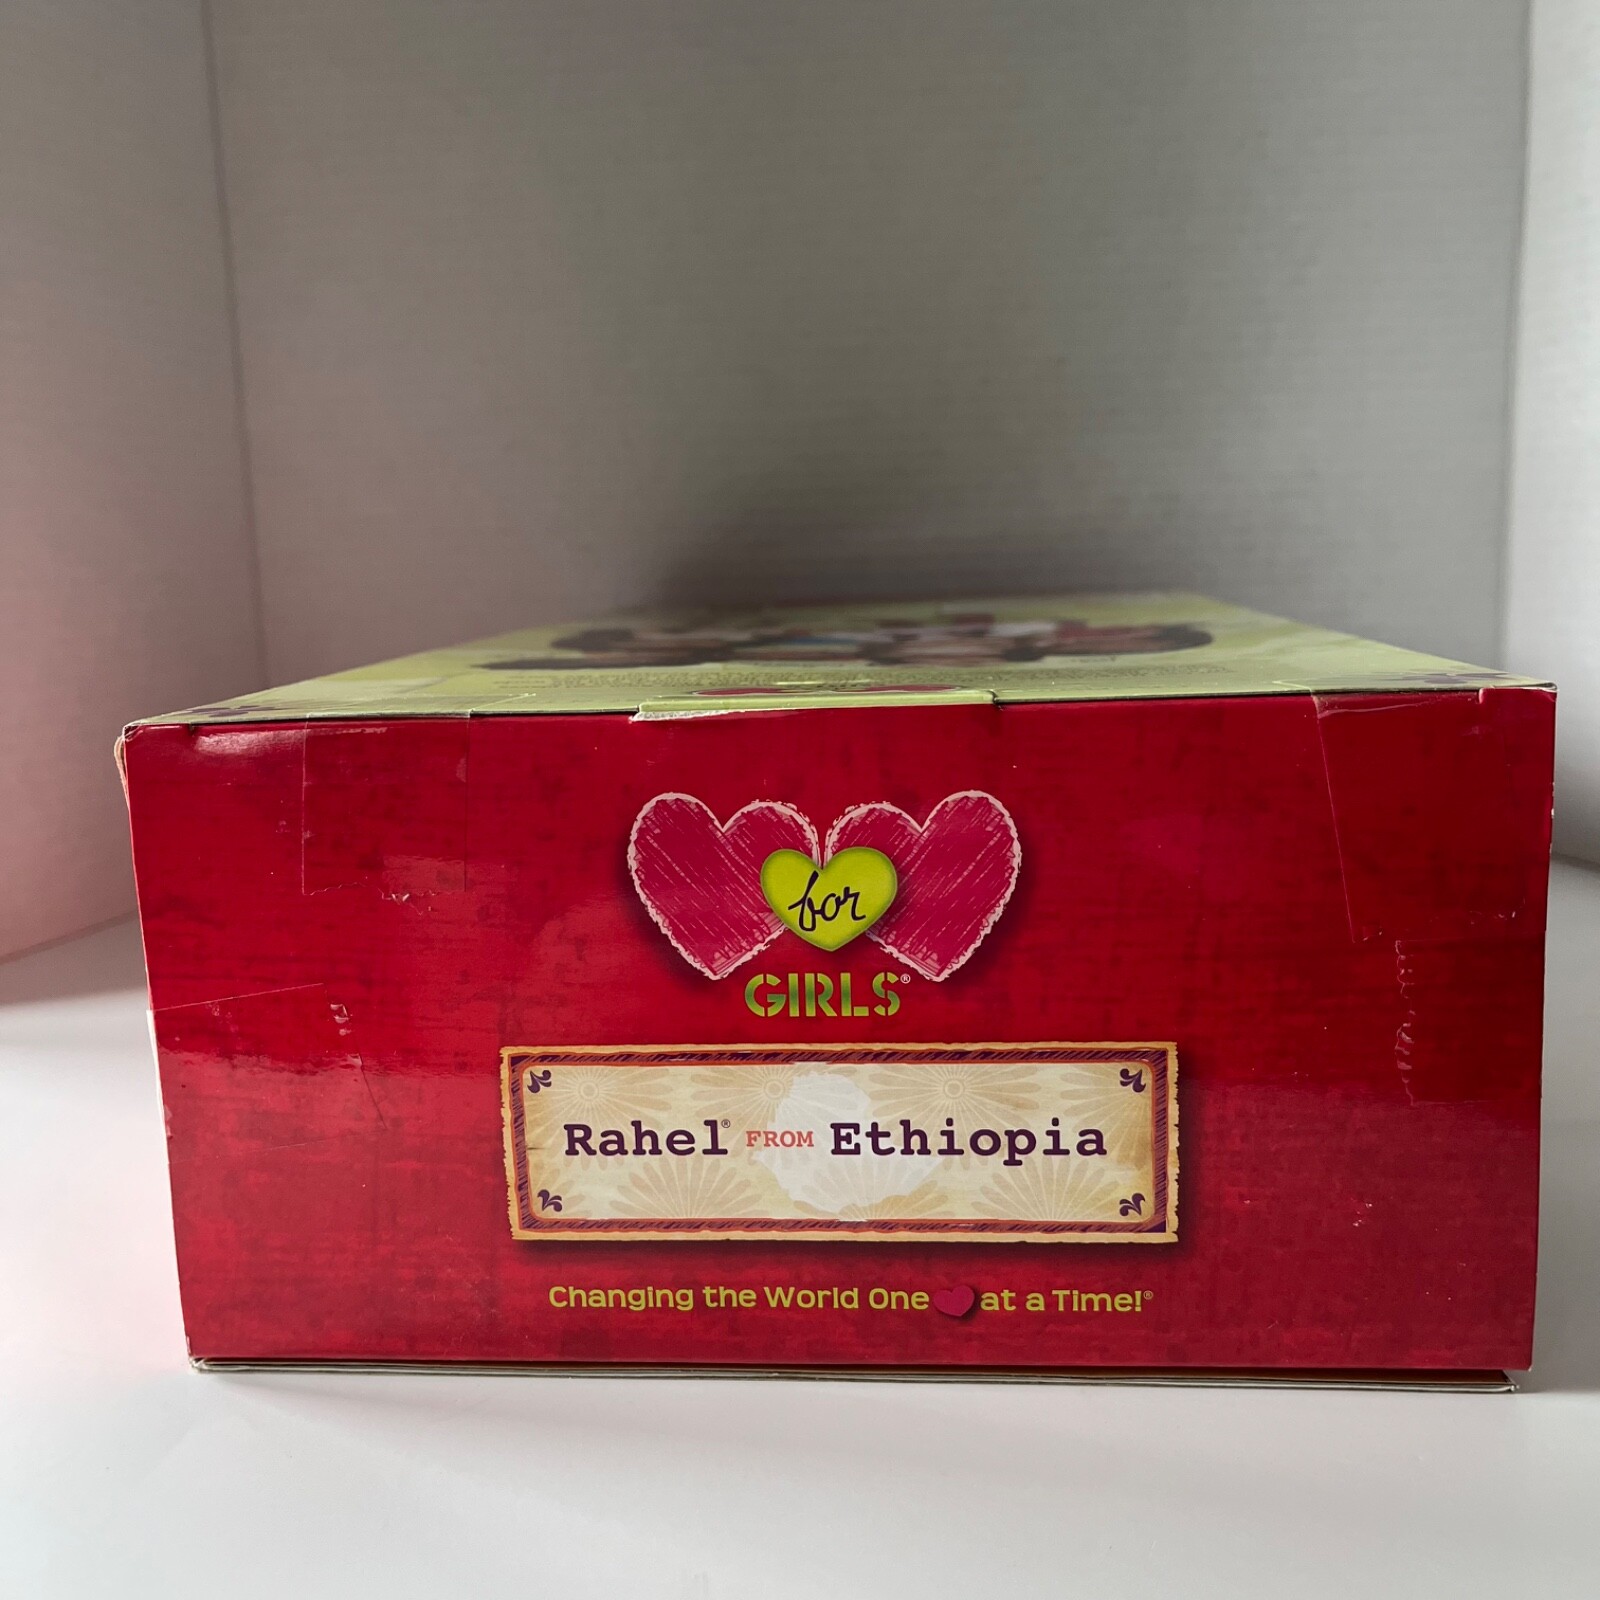 for
GIRLS®
Rahel® FROM Ethiopia
Changing the World One at a Time!®